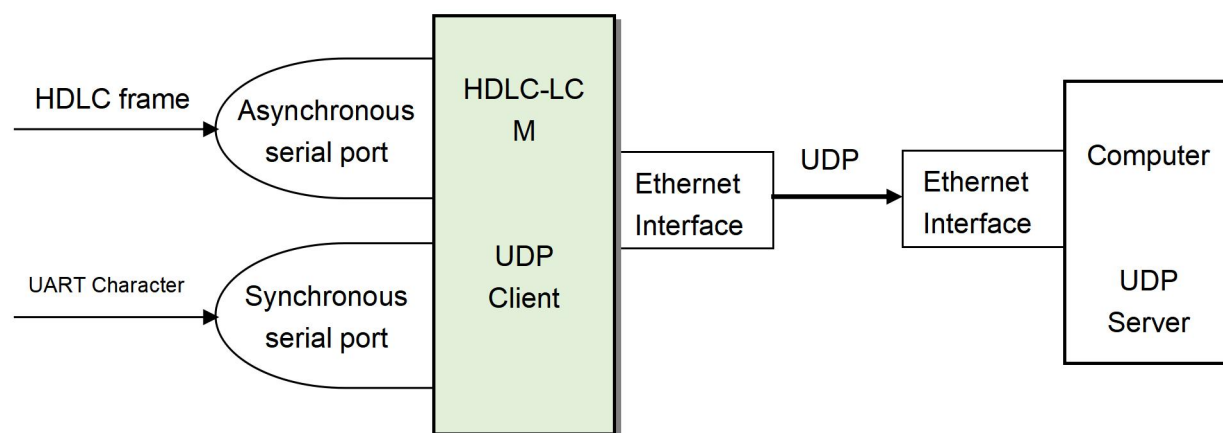 HDLC frame
Asynchronous
serial port
UART Character
Synchronous
serial port
HDLC-LC
M
UDP
Client
Ethernet
Interface
UDP
Ethernet
Interface
Computer
UDP
Server